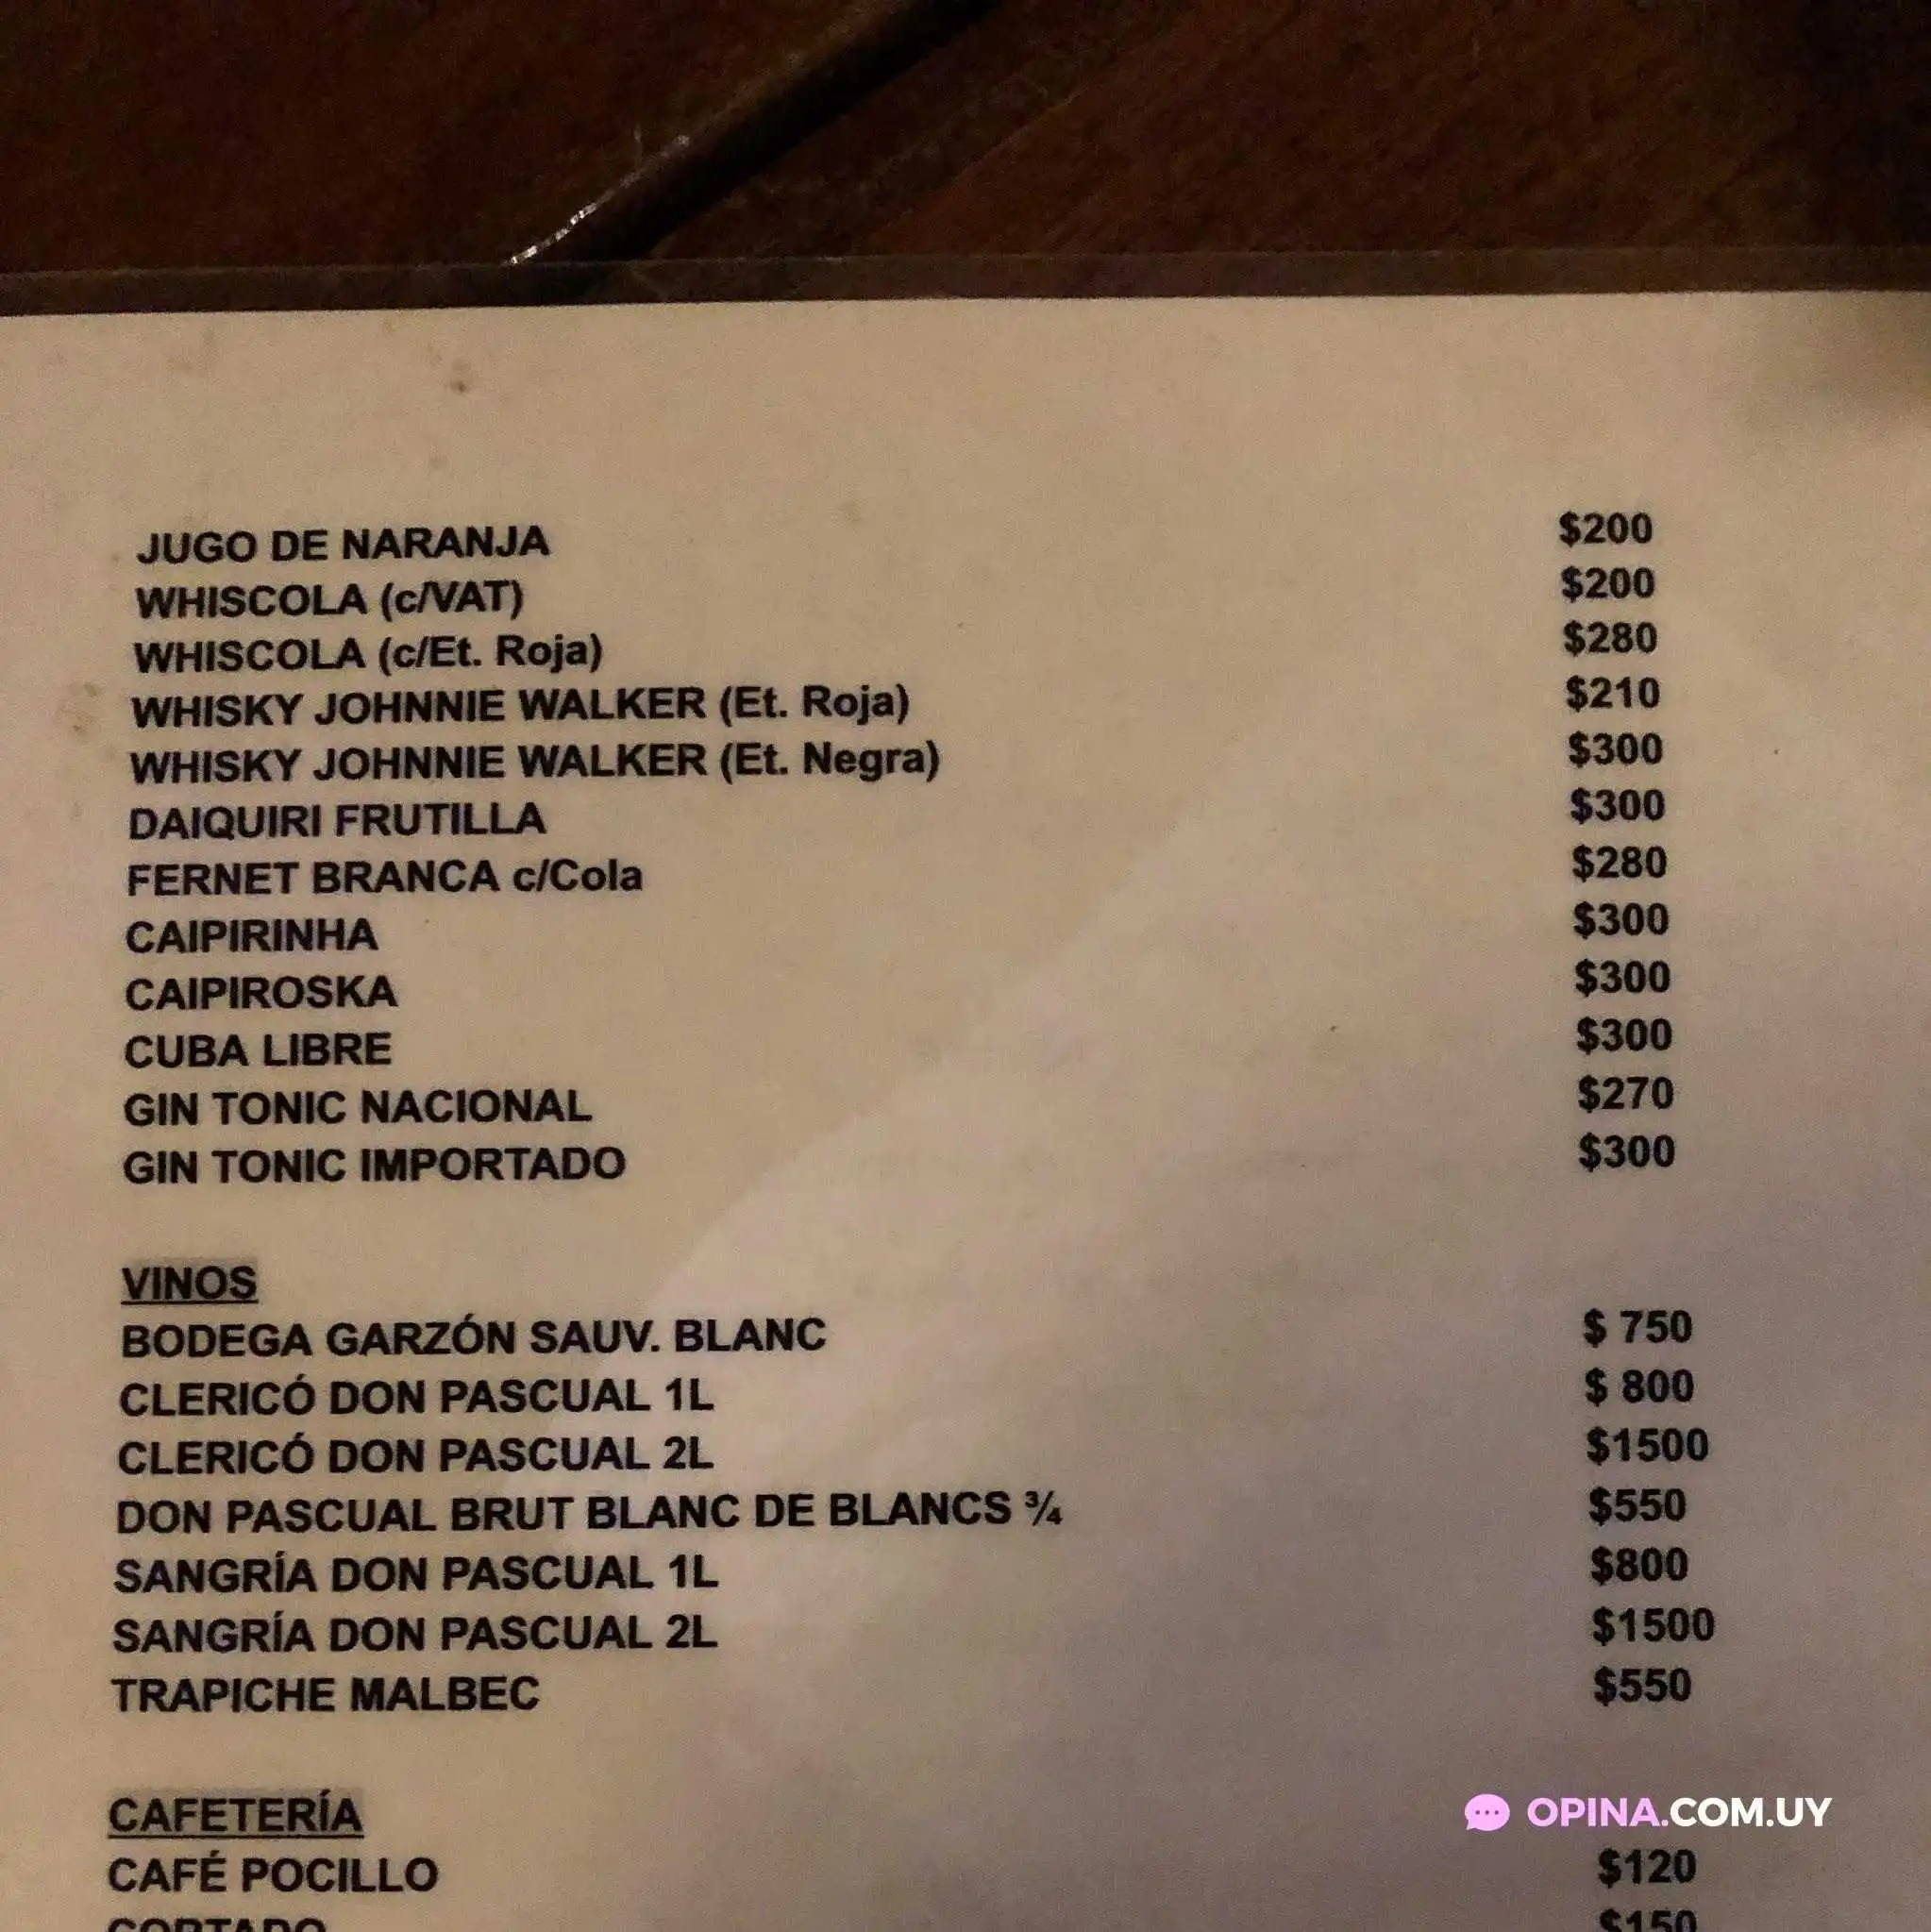 JUGO DE NARANJA $200
WHISCOLA (c/VAT) $200
WHISCOLA (c/Et. Roja) $280
WHISKY JOHNNIE WALKER (Et. Roja) $210
WHISKY JOHNNIE WALKER (Et. Negra) $300
DAIQUIRI FRUTILLA $300
FERNET BRANCA c/Cola $280
CAIPIRINHA $300
CAIPIROSKA $300
CUBA LIBRE $300
GIN TONIC NACIONAL $270
GIN TONIC IMPORTADO $300
VINOS
BODEGA GARZÓN SAUV. BLANC $ 750
CLERICÓ DON PASCUAL 1L $ 800
CLERICÓ DON PASCUAL 2L $1500
DON PASCUAL BRUT BLANC DE BLANCS ¾ $550
SANGRÍA DON PASCUAL 1L $800
SANGRÍA DON PASCUAL 2L $1500
TRAPICHE MALBEC $550
CAFETERÍA
OPINA.COM.UY
CAFÉ POCILLO $120
CORTADO $150